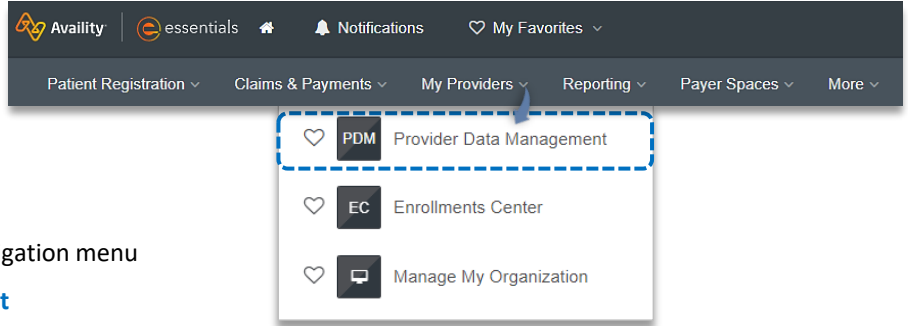 Availity essentials Notifications My Favorites
Patient Registration Claims & Payments My Providers Reporting Payer Spaces More
PDM Provider Data Management
EC Enrollments Center
gation menu
Manage My Organization
t